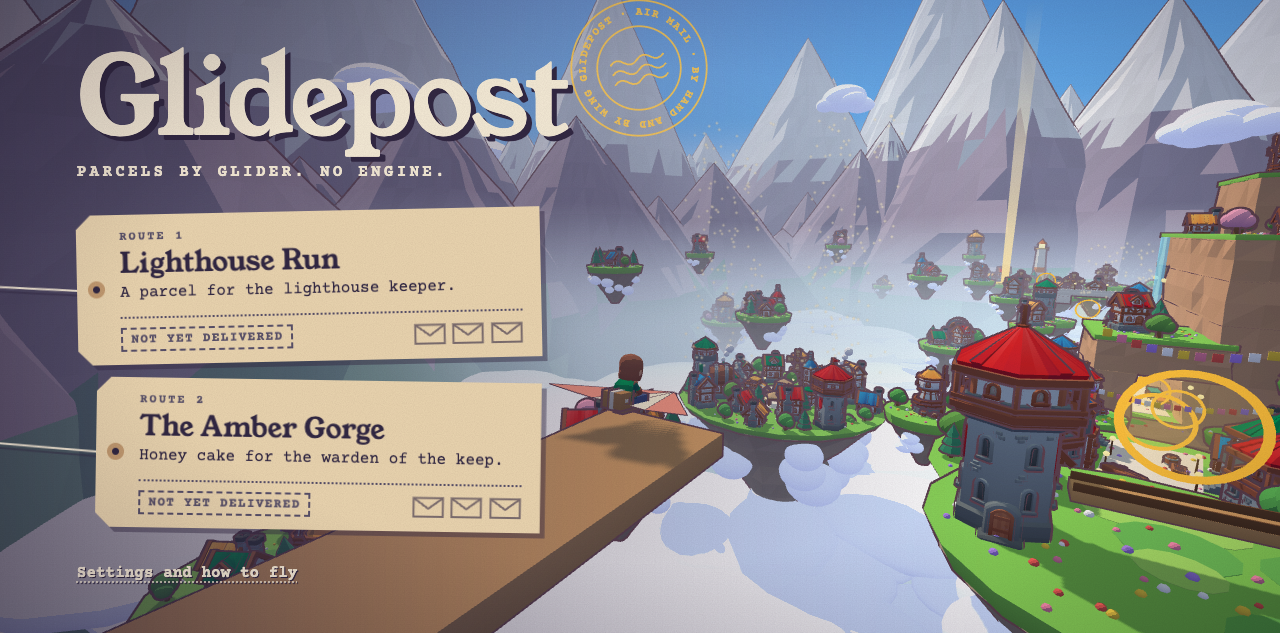 Glidepost
GLIDEPOST · AIR MAIL · BY HAND AND BY WING
PARCELS BY GLIDER. NO ENGINE.
ROUTE 1
Lighthouse Run
A parcel for the lighthouse keeper.
NOT YET DELIVERED
ROUTE 2
The Amber Gorge
Honey cake for the warden of the keep.
NOT YET DELIVERED
Settings and how to fly